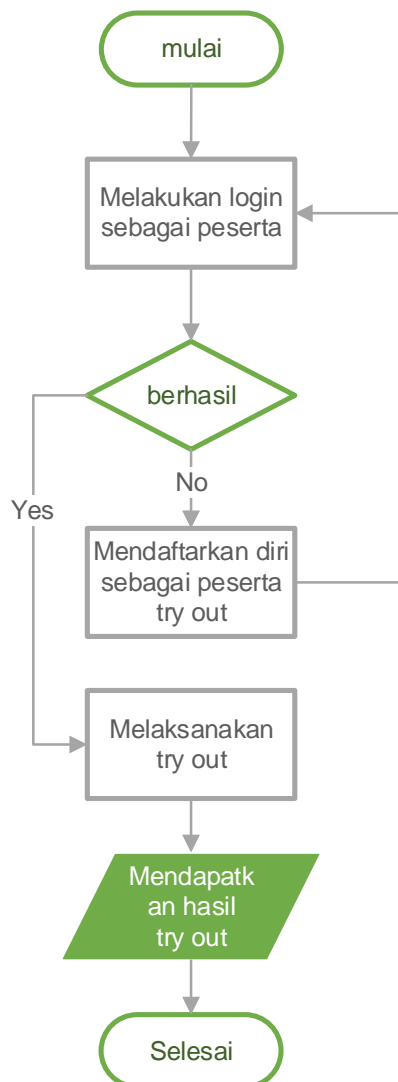 mulai
Melakukan login
sebagai peserta
berhasil
No
Yes
Mendaftarkan diri
sebagai peserta
try out
Melaksanakan
try out
Mendapatk
an hasil
try out
Selesai